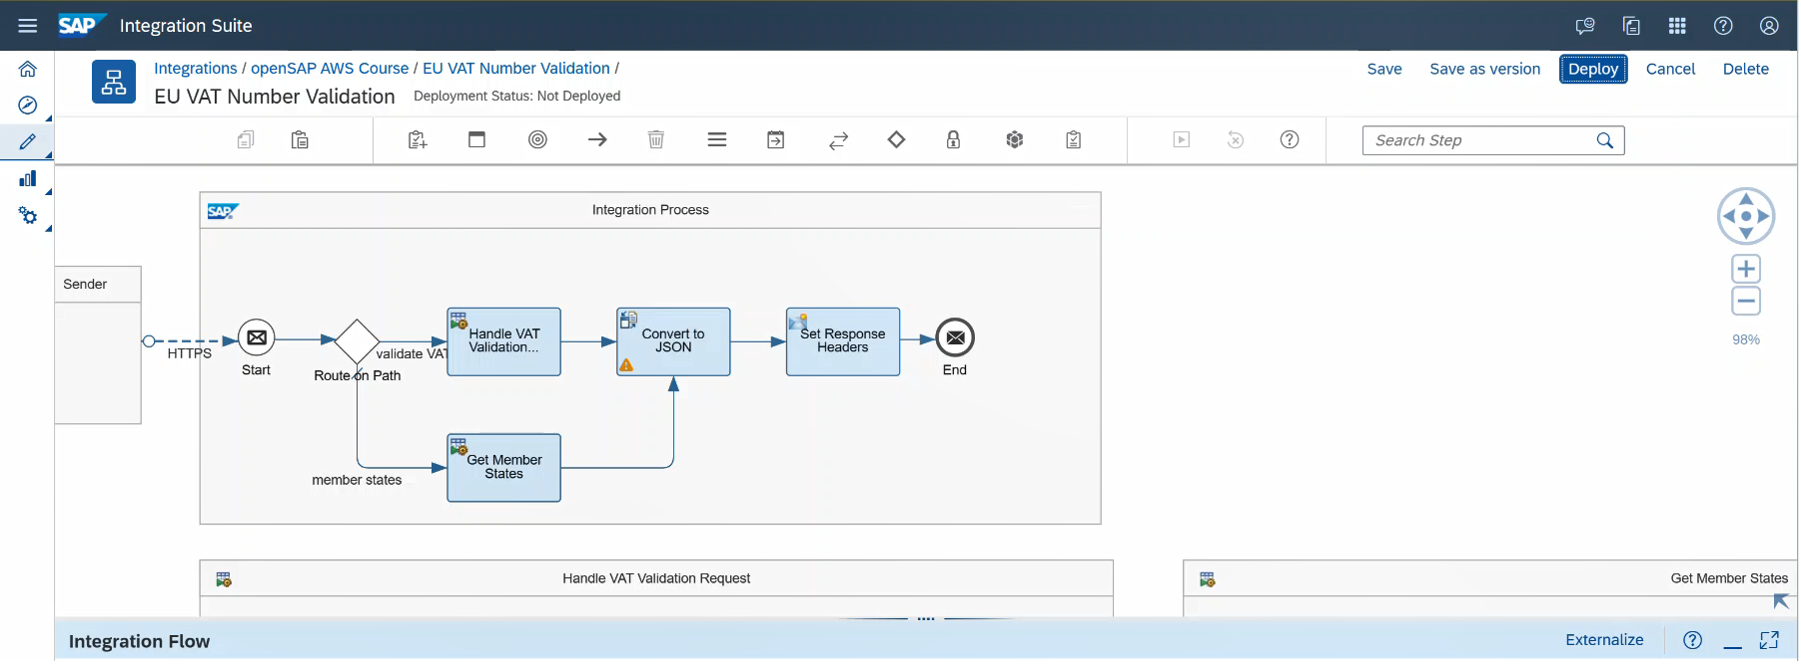 SAP Integration Suite
Integrations / openSAP AWS Course / EU VAT Number Validation /
EU VAT Number Validation
Deployment Status: Not Deployed
Save
Save as version
Deploy
Cancel
Delete
Search Step
SAP
Integration Process
Sender
HTTPS
Start
Route on Path
validate VAT
Handle VAT
Validation...
Convert to
JSON
Set Response
Headers
End
member states
Get Member
States
98%
Handle VAT Validation Request
Get Member States
Integration Flow
Externalize